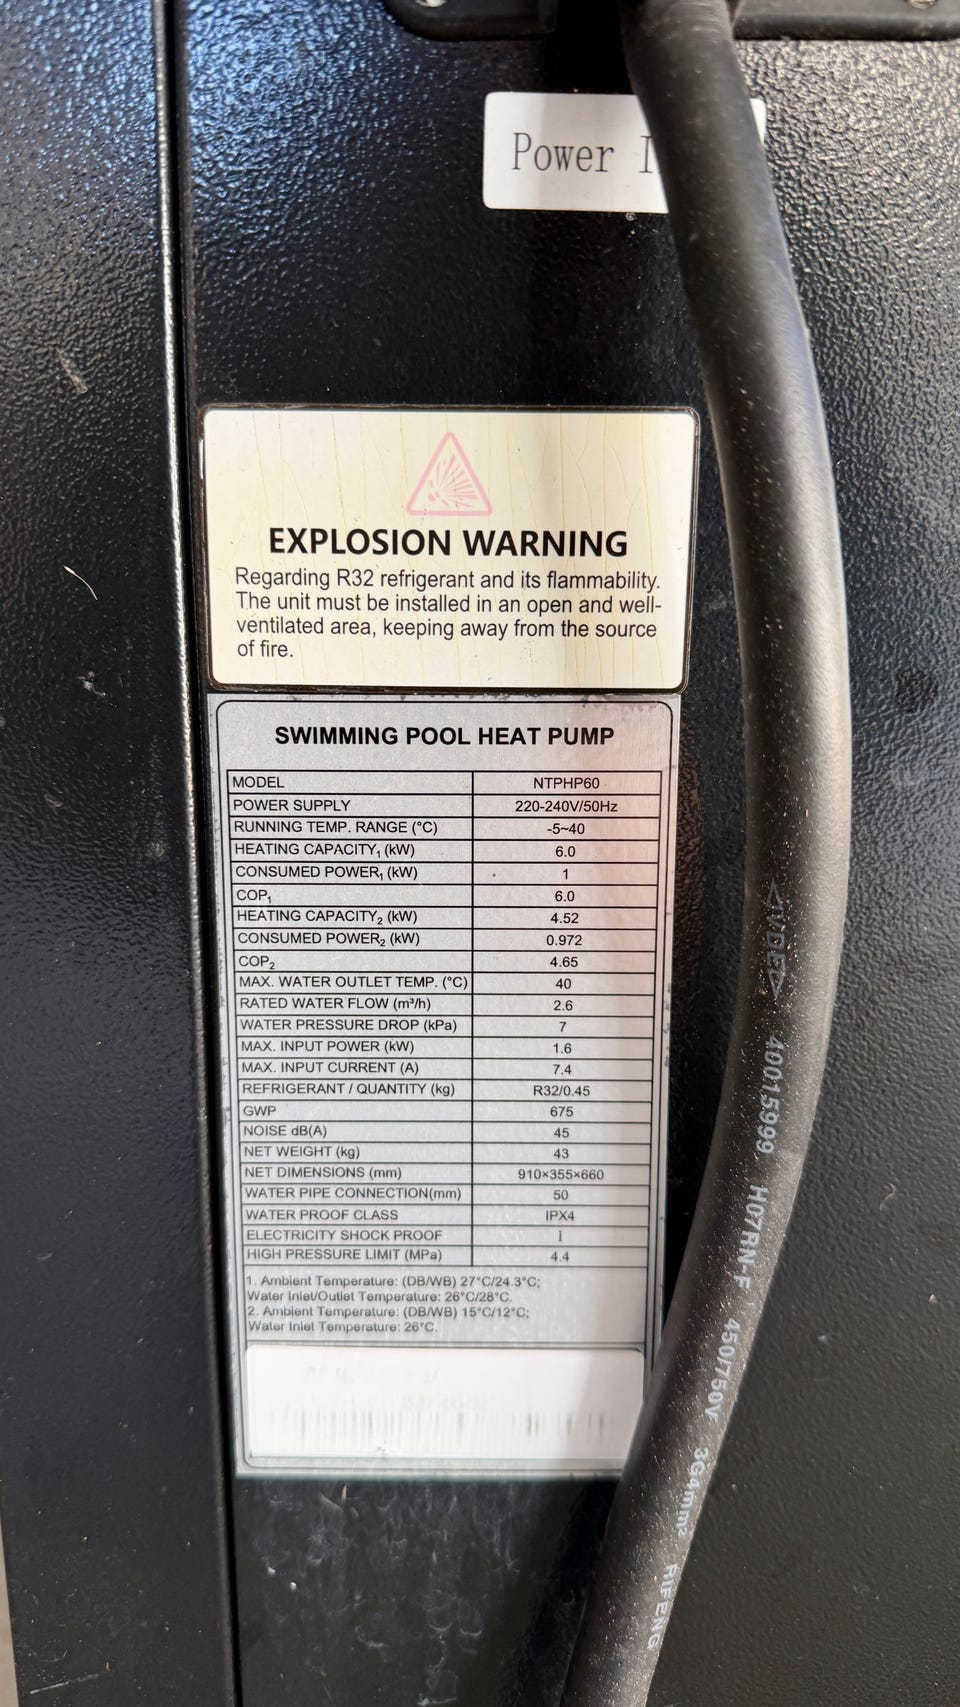 Power
EXPLOSION WARNING
Regarding R32 refrigerant and its flammability.
The unit must be installed in an open and well-
ventilated area, keeping away from the source
of fire.
SWIMMING POOL HEAT PUMP
MODEL NTPHP60
POWER SUPPLY 220-240V/50Hz
RUNNING TEMP. RANGE (°C) -5~40
HEATING CAPACITY₁ (kW) 6.0
CONSUMED POWER₁ (kW) 1
COP₁ 6.0
HEATING CAPACITY₂ (kW) 4.52
CONSUMED POWER₂ (kW) 0.972
COP₂ 4.65
MAX. WATER OUTLET TEMP. (°C) 40
RATED WATER FLOW (m³/h) 2.6
WATER PRESSURE DROP (kPa) 7
MAX. INPUT POWER (kW) 1.6
MAX. INPUT CURRENT (A) 7.4
REFRIGERANT / QUANTITY (kg) R32/0.45
GWP 675
NOISE dB(A) 45
NET WEIGHT (kg) 43
NET DIMENSIONS (mm) 910×355×660
WATER PIPE CONNECTION(mm) 50
WATER PROOF CLASS IPX4
ELECTRICITY SHOCK PROOF I
HIGH PRESSURE LIMIT (MPa) 4.4
1. Ambient Temperature: (DB/WB) 27°C/24.3°C;
Water Inlet/Outlet Temperature: 26°C/28°C.
2. Ambient Temperature: (DB/WB) 15°C/12°C;
Water Inlet Temperature: 26°C.
◁VDE▷ 40015999 H07RN-F 450/750V 3G4mm² RIFENG